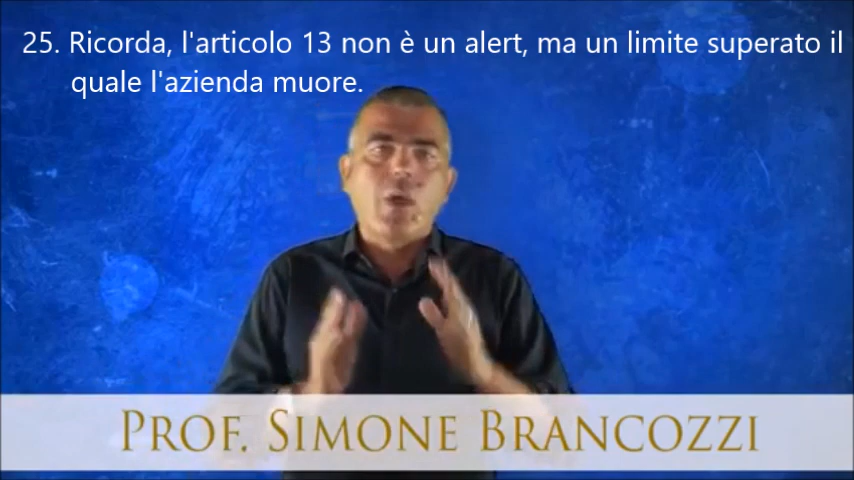 25. Ricorda, l'articolo 13 non è un alert, ma un limite superato il
quale l'azienda muore.
PROF. SIMONE BRANCOZZI